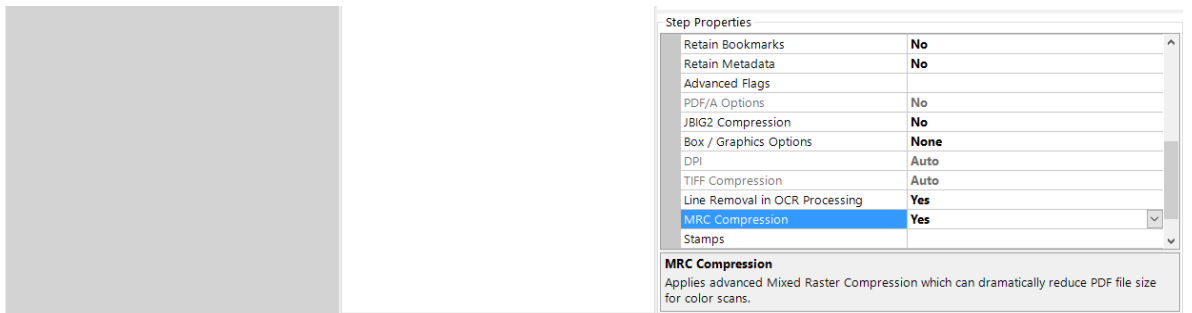 Step Properties
Retain Bookmarks No
Retain Metadata No
Advanced Flags
PDF/A Options No
JBIG2 Compression No
Box / Graphics Options None
DPI Auto
TIFF Compression Auto
Line Removal in OCR Processing Yes
MRC Compression Yes
Stamps
MRC Compression
Applies advanced Mixed Raster Compression which can dramatically reduce PDF file size
for color scans.